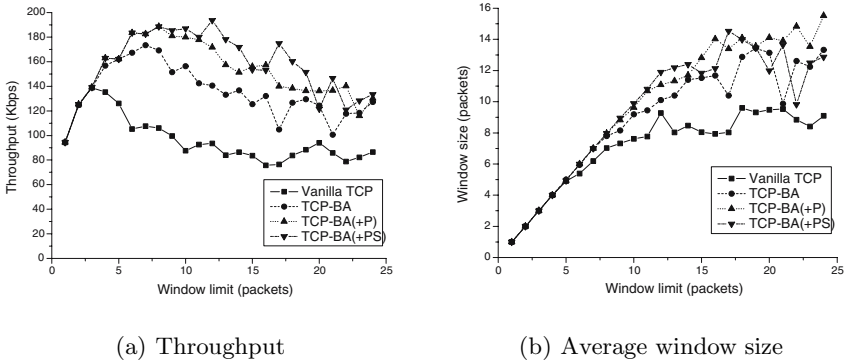 200
180
160
140
120
100
80
60
40
20
0
Throughput (Kbps)
0 5 10 15 20 25
Window limit (packets)
Vanilla TCP
TCP-BA
TCP-BA(+P)
TCP-BA(+PS)
(a) Throughput
16
14
12
10
8
6
4
2
0
Window size (packets)
0 5 10 15 20 25
Window limit (packets)
Vanilla TCP
TCP-BA
TCP-BA(+P)
TCP-BA(+PS)
(b) Average window size